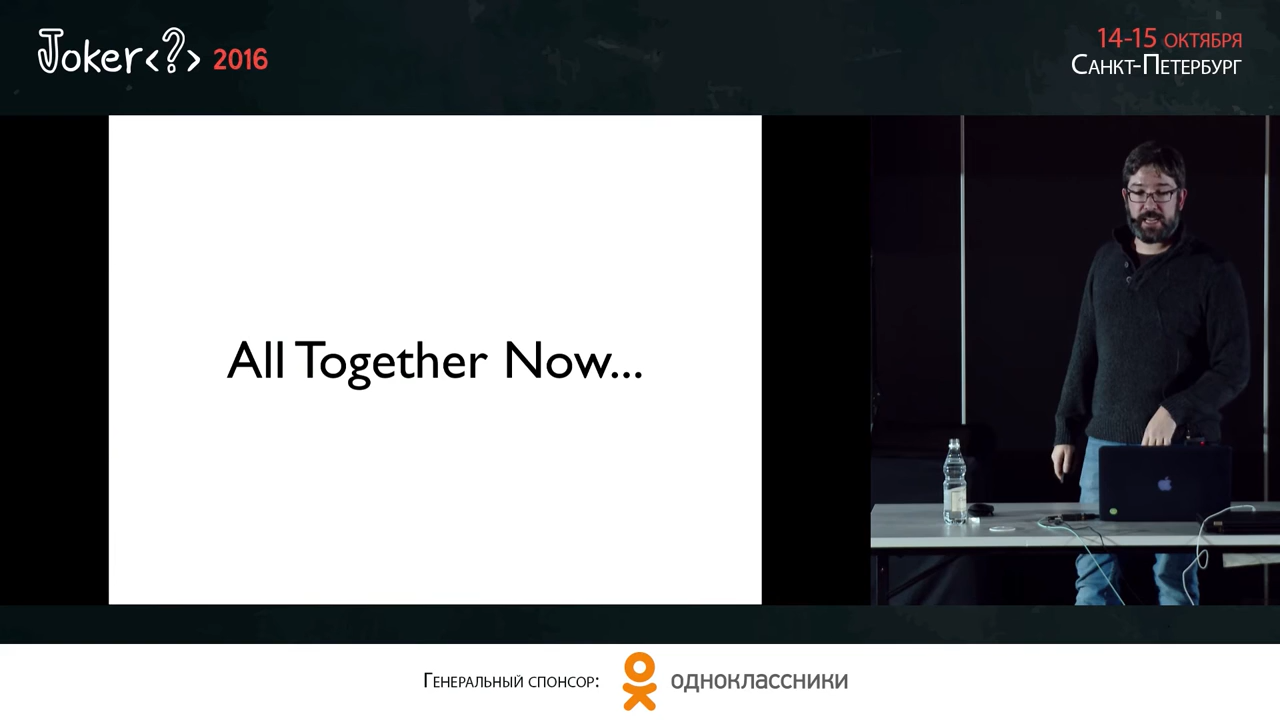 Joker<?> 2016
14-15 ОКТЯБРЯ
САНКТ-ПЕТЕРБУРГ
All Together Now...
ГЕНЕРАЛЬНЫЙ СПОНСОР:
одноклассники